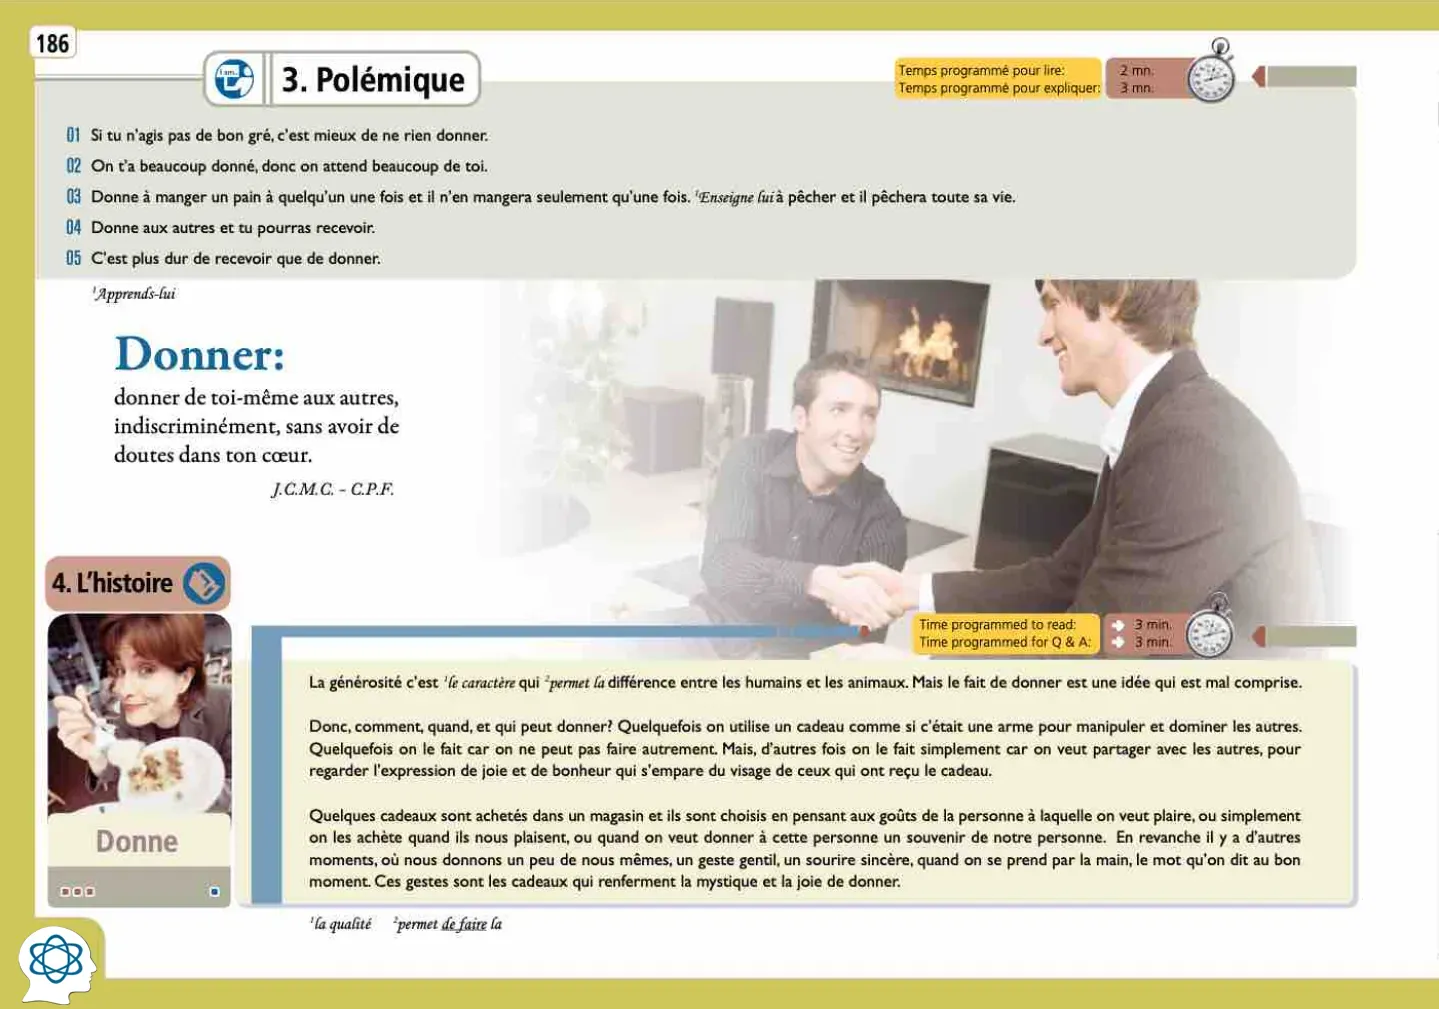 186
I am...
3. Polémique
Temps programmé pour lire: 2 mn.
Temps programmé pour expliquer: 3 mn.
01 Si tu n'agis pas de bon gré, c'est mieux de ne rien donner.
02 On t'a beaucoup donné, donc on attend beaucoup de toi.
03 Donne à manger un pain à quelqu'un une fois et il n'en mangera seulement qu'une fois. ¹Enseigne lui à pêcher et il pêchera toute sa vie.
04 Donne aux autres et tu pourras recevoir.
05 C'est plus dur de recevoir que de donner.
¹Apprends-lui
Donner:
donner de toi-même aux autres,
indiscriminément, sans avoir de
doutes dans ton cœur.
J.C.M.C. - C.P.F.
4. L'histoire
Time programmed to read: 3 min.
Time programmed for Q & A: 3 min.
La générosité c'est ¹le caractère qui ²permet la différence entre les humains et les animaux. Mais le fait de donner est une idée qui est mal comprise.
Donc, comment, quand, et qui peut donner? Quelquefois on utilise un cadeau comme si c'était une arme pour manipuler et dominer les autres.
Quelquefois on le fait car on ne peut pas faire autrement. Mais, d'autres fois on le fait simplement car on veut partager avec les autres, pour
regarder l'expression de joie et de bonheur qui s'empare du visage de ceux qui ont reçu le cadeau.
Quelques cadeaux sont achetés dans un magasin et ils sont choisis en pensant aux goûts de la personne à laquelle on veut plaire, ou simplement
on les achète quand ils nous plaisent, ou quand on veut donner à cette personne un souvenir de notre personne. En revanche il y a d'autres
moments, où nous donnons un peu de nous mêmes, un geste gentil, un sourire sincère, quand on se prend par la main, le mot qu'on dit au bon
moment. Ces gestes sont les cadeaux qui renferment la mystique et la joie de donner.
Donne
¹la qualité ²permet de faire la